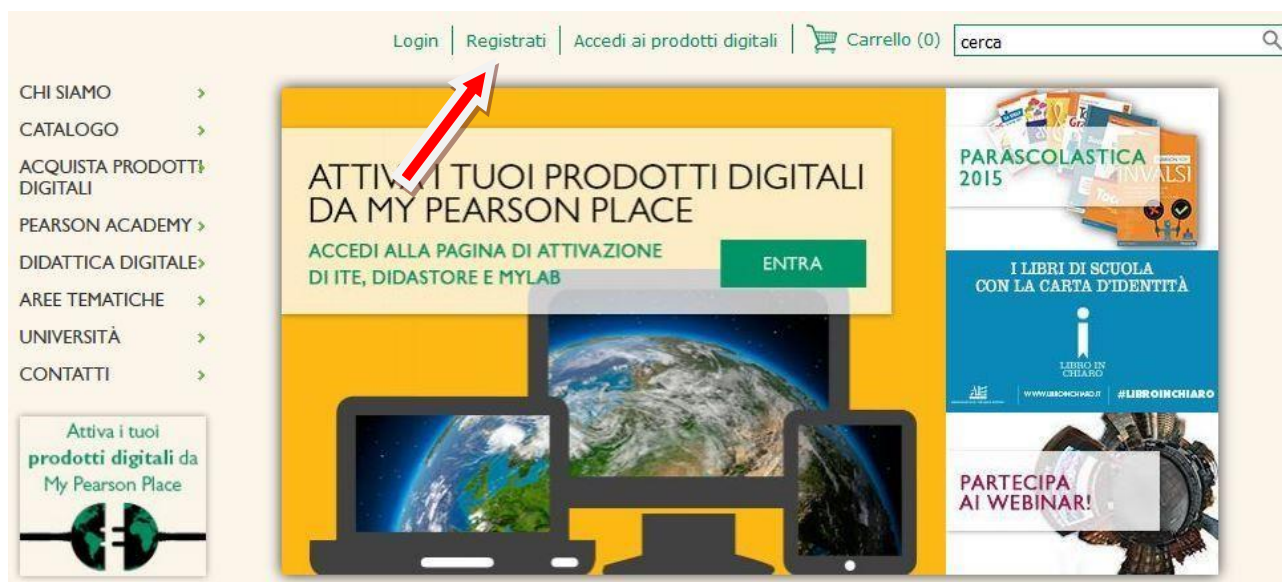 Login | Registrati | Accedi ai prodotti digitali | Carrello (0) cerca
CHI SIAMO
CATALOGO
ACQUISTA PRODOTTI
DIGITALI
PEARSON ACADEMY
DIDATTICA DIGITALE
AREE TEMATICHE
UNIVERSITÀ
CONTATTI
Attiva i tuoi
prodotti digitali da
My Pearson Place
ATTIVA I TUOI PRODOTTI DIGITALI
DA MY PEARSON PLACE
ACCEDI ALLA PAGINA DI ATTIVAZIONE
DI ITE, DIDASTORE E MYLAB
ENTRA
PARASCOLASTICA
2015
INVALSI
I LIBRI DI SCUOLA
CON LA CARTA D'IDENTITÀ
LIBRO IN
CHIARO
WWW.LIBROINCHIARO.IT | #LIBROINCHIARO
PARTECIPA
AI WEBINAR!